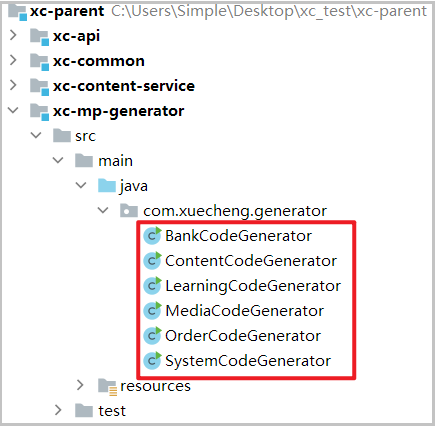 xc-parent C:\Users\Simple\Desktop\xc_test\xc-parent
xc-api
xc-common
xc-content-service
xc-mp-generator
src
main
java
com.xuecheng.generator
BankCodeGenerator
ContentCodeGenerator
LearningCodeGenerator
MediaCodeGenerator
OrderCodeGenerator
SystemCodeGenerator
resources
test